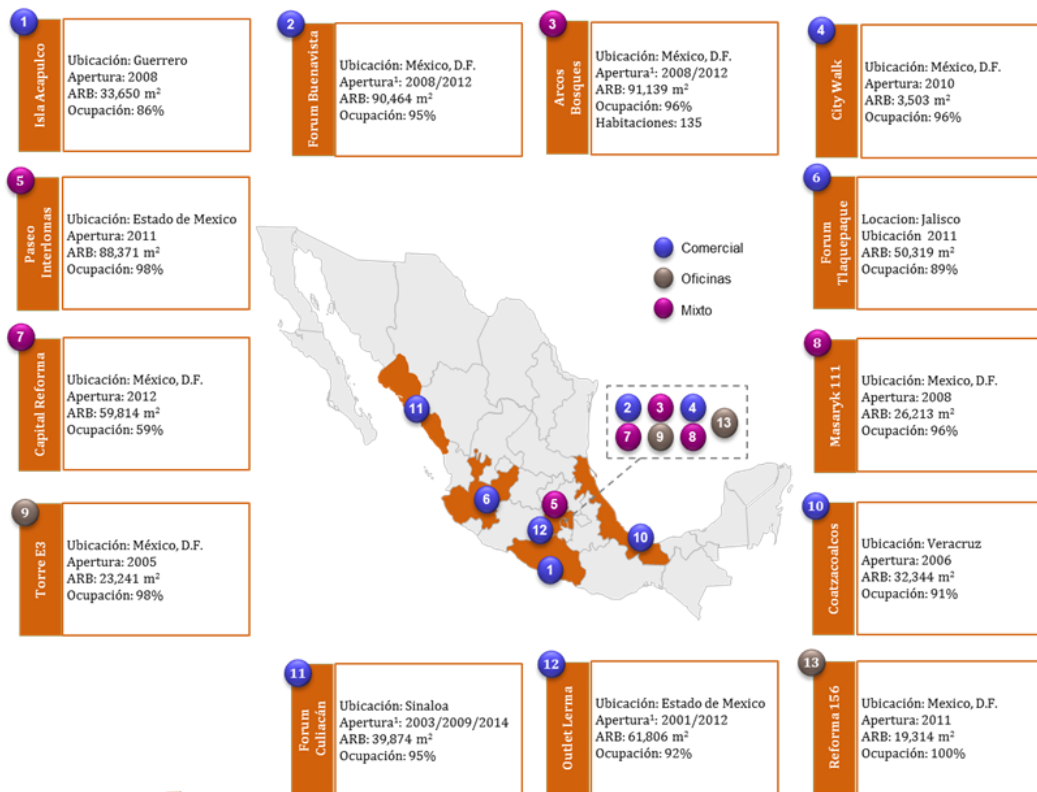 1
Isla Acapulco
Ubicación: Guerrero
Apertura: 2008
ARB: 33,650 m²
Ocupación: 86%
2
Forum Buenavista
Ubicación: México, D.F.
Apertura¹: 2008/2012
ARB: 90,464 m²
Ocupación: 95%
3
Arcos
Bosques
Ubicación: México, D.F.
Apertura¹: 2008/2012
ARB: 91,139 m²
Ocupación: 96%
Habitaciones: 135
4
City Walk
Ubicación: México, D.F.
Apertura: 2010
ARB: 3,503 m²
Ocupación: 96%
5
Paseo
Interlomas
Ubicación: Estado de Mexico
Apertura: 2011
ARB: 88,371 m²
Ocupación: 98%
6
Forum
Tlaquepaque
Locacion: Jalisco
Ubicación 2011
ARB: 50,319 m²
Ocupación: 89%
Comercial
Oficinas
Mixto
7
Capital Reforma
Ubicación: México, D.F.
Apertura: 2012
ARB: 59,814 m²
Ocupación: 59%
8
Masaryk 111
Ubicación: Mexico, D.F.
Apertura: 2008
ARB: 26,213 m²
Ocupación: 96%
11
2 3 4
13
7 9 8
6
5
12
10
1
9
Torre E3
Ubicación: México, D.F.
Apertura: 2005
ARB: 23,241 m²
Ocupación: 98%
10
Coatzacoalcos
Ubicación: Veracruz
Apertura: 2006
ARB: 32,344 m²
Ocupación: 91%
11
Forum
Culiacán
Ubicación: Sinaloa
Apertura¹: 2003/2009/2014
ARB: 39,874 m²
Ocupación: 95%
12
Outlet Lerma
Ubicación: Estado de Mexico
Apertura¹: 2001/2012
ARB: 61,806 m²
Ocupación: 92%
13
Reforma 156
Ubicación: Mexico, D.F.
Apertura: 2011
ARB: 19,314 m²
Ocupación: 100%